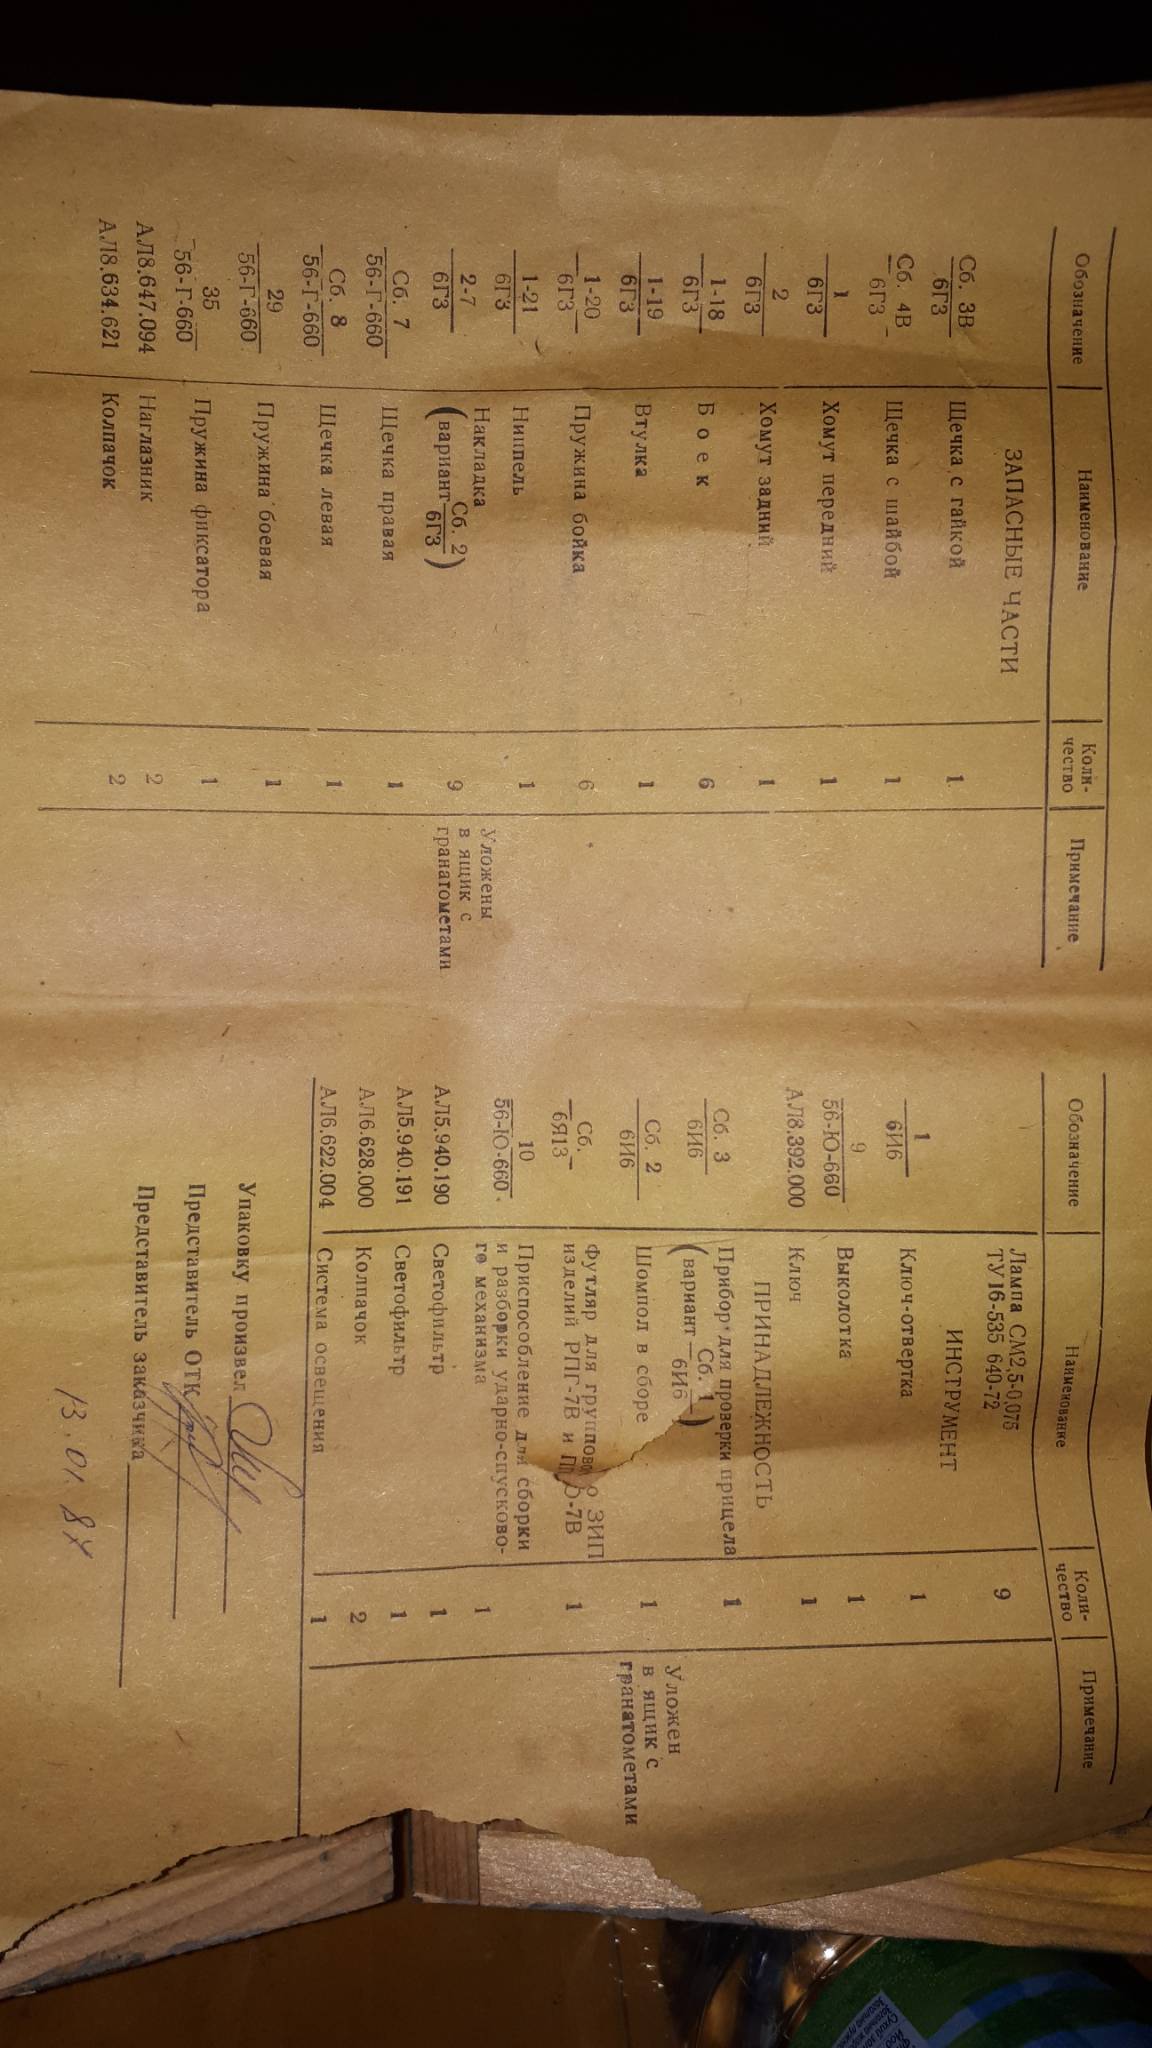 Обозначение Наименование Коли-
чество Примечание
ЗАПАСНЫЕ ЧАСТИ
Сб. 3В
6Г3 Щечка с гайкой 1
Сб. 4В
6Г3 Щечка с шайбой 1
1
6Г3 Хомут передний 1
2
6Г3 Хомут задний 1
1-18
6Г3 Боек 6
1-19
6Г3 Втулка 1
1-20
6Г3 Пружина бойка 6
1-21
6Г3 Ниппель 1
2-7
6Г3 Накладка
(вариант Сб. 2
6Г3) 9 Уложены
в ящик с
гранатометами
Сб. 7
56-Г-660 Щечка правая 1
Сб. 8
56-Г-660 Щечка левая 1
29
56-Г-660 Пружина боевая 1
35
56-Г-660 Пружина фиксатора 1
АЛ8.647.094 Наглазник 2
АЛ8.634.621 Колпачок 2
Обозначение Наименование Коли-
чество Примечание
Лампа СМ2,5-0,075
ТУ16-535 640-72 9
ИНСТРУМЕНТ
1
6И6 Ключ-отвертка 1
9
56-Ю-660 Выколотка 1
АЛ8.392.000 Ключ 1
ПРИНАДЛЕЖНОСТЬ
Сб. 3
6И6 Прибор для проверки прицела
(вариант Сб. 1
6И6) 1
Сб. 2
6И6 Шомпол в сборе 1 Уложен
в ящик с
гранатометами
Сб.
6Я13 Футляр для ЗИП
изделий РПГ-7В и 1
10
56-Ю-660 Приспособление для сборки
и разборки ударно-спусково-
го механизма 1
АЛ5.940.190 Светофильтр 1
АЛ5.940.191 Светофильтр 1
АЛ6.628.000 Колпачок 2
АЛ6.622.004 Система освещения 1
Упаковку произвел
Представитель ОТК
Представитель заказчика
13.01.87